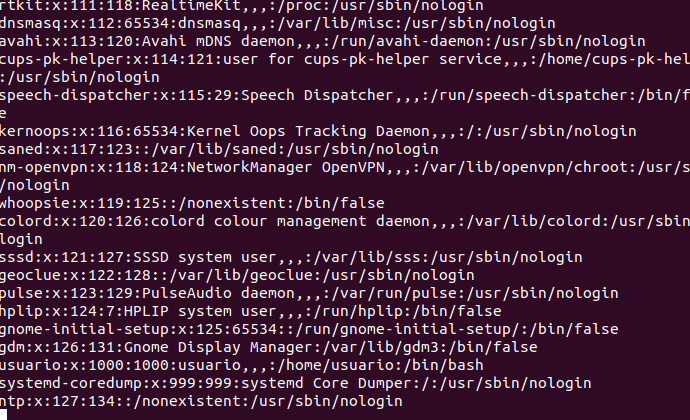 rtkit:x:111:118:RealtimeKit,,,:/proc:/usr/sbin/nologin
dnsmasq:x:112:65534:dnsmasq,,,:/var/lib/misc:/usr/sbin/nologin
avahi:x:113:120:Avahi mDNS daemon,,,:/run/avahi-daemon:/usr/sbin/nologin
cups-pk-helper:x:114:121:user for cups-pk-helper service,,,:/home/cups-pk-hel
:/usr/sbin/nologin
speech-dispatcher:x:115:29:Speech Dispatcher,,,:/run/speech-dispatcher:/bin/f
e
kernoops:x:116:65534:Kernel Oops Tracking Daemon,,,:/:/usr/sbin/nologin
saned:x:117:123::/var/lib/saned:/usr/sbin/nologin
nm-openvpn:x:118:124:NetworkManager OpenVPN,,,:/var/lib/openvpn/chroot:/usr/s
/nologin
whoopsie:x:119:125::/nonexistent:/bin/false
colord:x:120:126:colord colour management daemon,,,:/var/lib/colord:/usr/sbin
login
sssd:x:121:127:SSSD system user,,,:/var/lib/sss:/usr/sbin/nologin
geoclue:x:122:128::/var/lib/geoclue:/usr/sbin/nologin
pulse:x:123:129:PulseAudio daemon,,,:/var/run/pulse:/usr/sbin/nologin
hplip:x:124:7:HPLIP system user,,,:/run/hplip:/bin/false
gnome-initial-setup:x:125:65534::/run/gnome-initial-setup/:/bin/false
gdm:x:126:131:Gnome Display Manager:/var/lib/gdm3:/bin/false
usuario:x:1000:1000:usuario,,,:/home/usuario:/bin/bash
systemd-coredump:x:999:999:systemd Core Dumper:/:/usr/sbin/nologin
ntp:x:127:134::/nonexistent:/usr/sbin/nologin